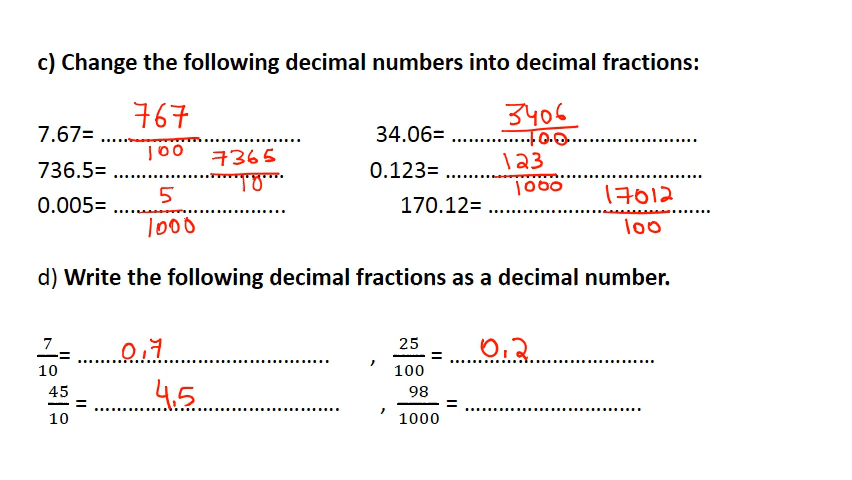 c) Change the following decimal numbers into decimal fractions:
7.67= ............................. 767/100 34.06= .................................... 3406/100
736.5= ......................... 7365/10 0.123= ..................................... 123/1000
0.005= ......................... 5/1000 170.12= ................................ 17012/100
d) Write the following decimal fractions as a decimal number.
7/10= ..................................... 0,7 , 25/100 = .............................. 0,2
45/10 = .................................... 4,5 , 98/1000 = ..........................